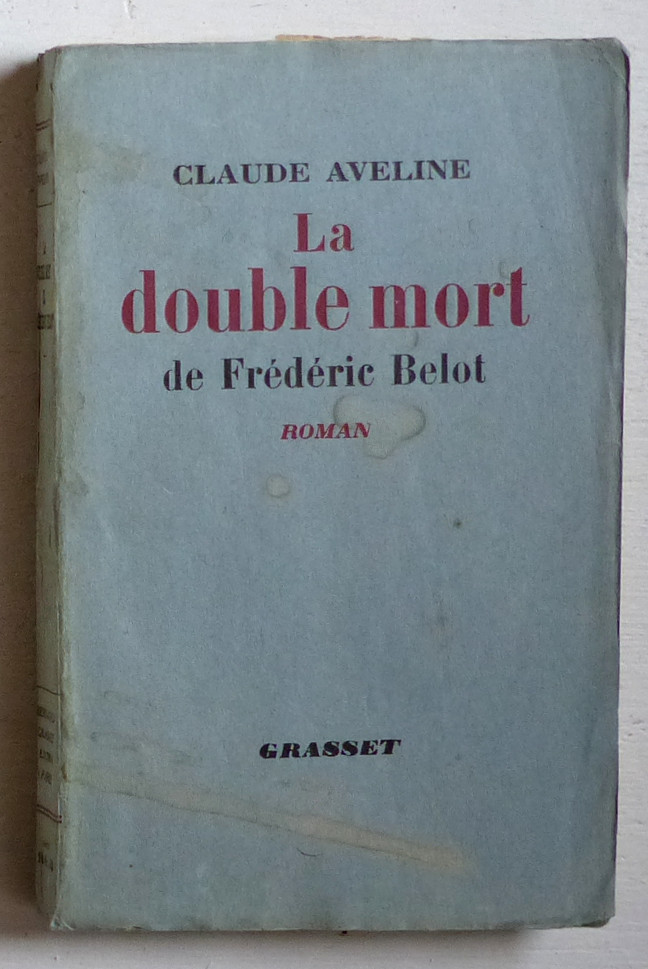 CLAUDE AVELINE
La
double mort
de Frédéric Belot
ROMAN
GRASSET